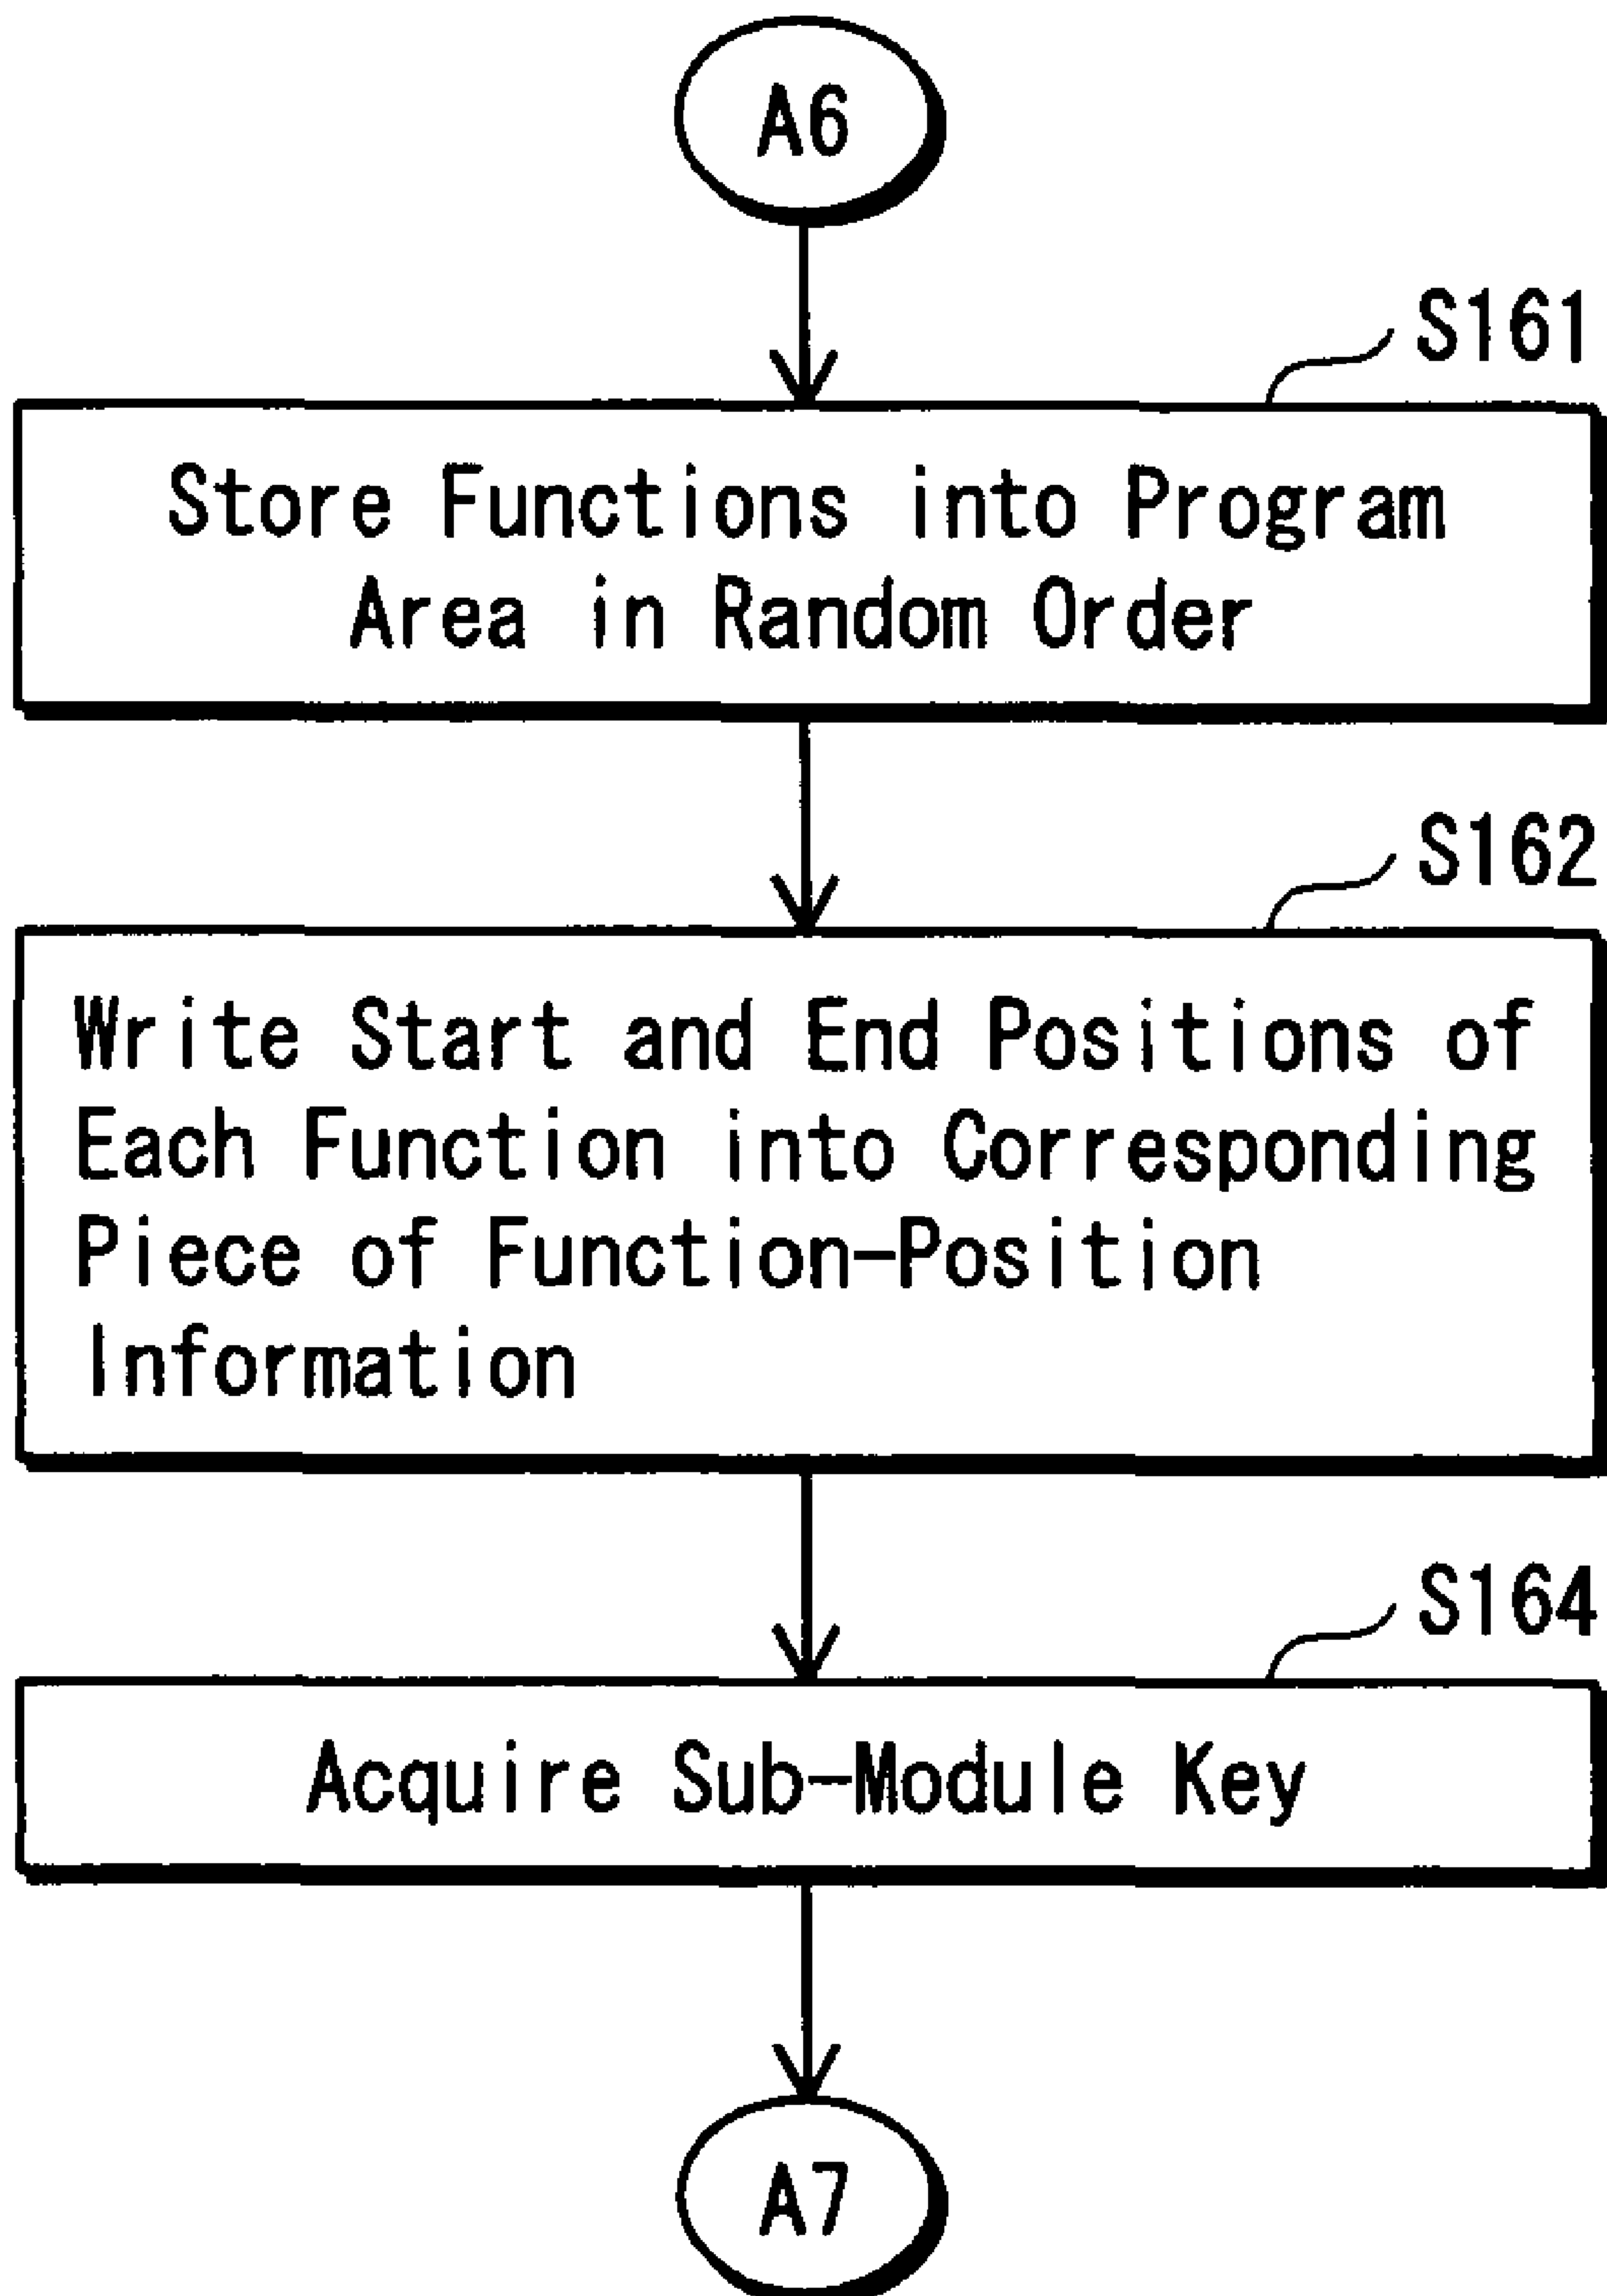 A6
S161
Store Functions into Program
Area in Random Order
S162
Write Start and End Positions of
Each Function into Corresponding
Piece of Function-Position
Information
S164
Acquire Sub-Module Key
A7